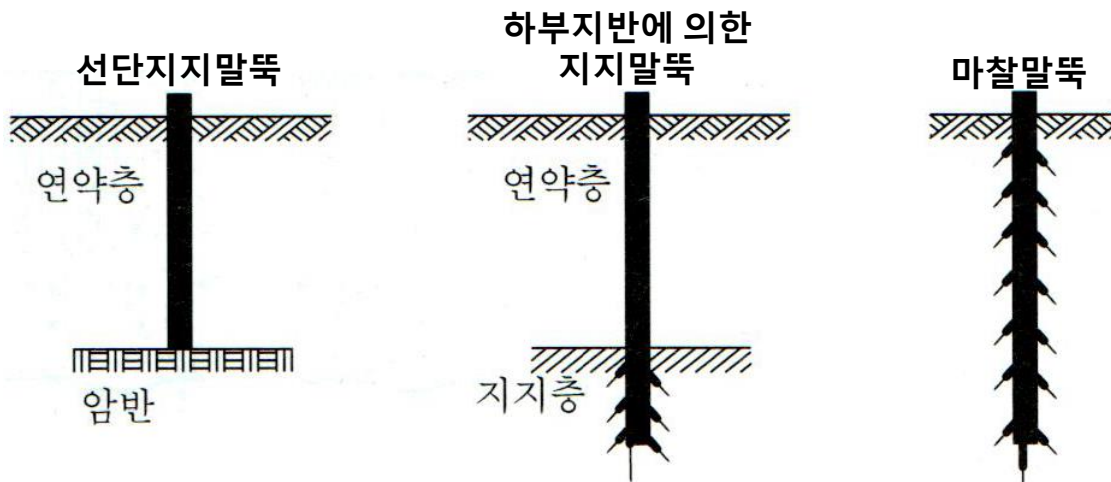 선단지지말뚝
하부지반에 의한
지지말뚝
마찰말뚝
연약층
연약층
암반
지지층